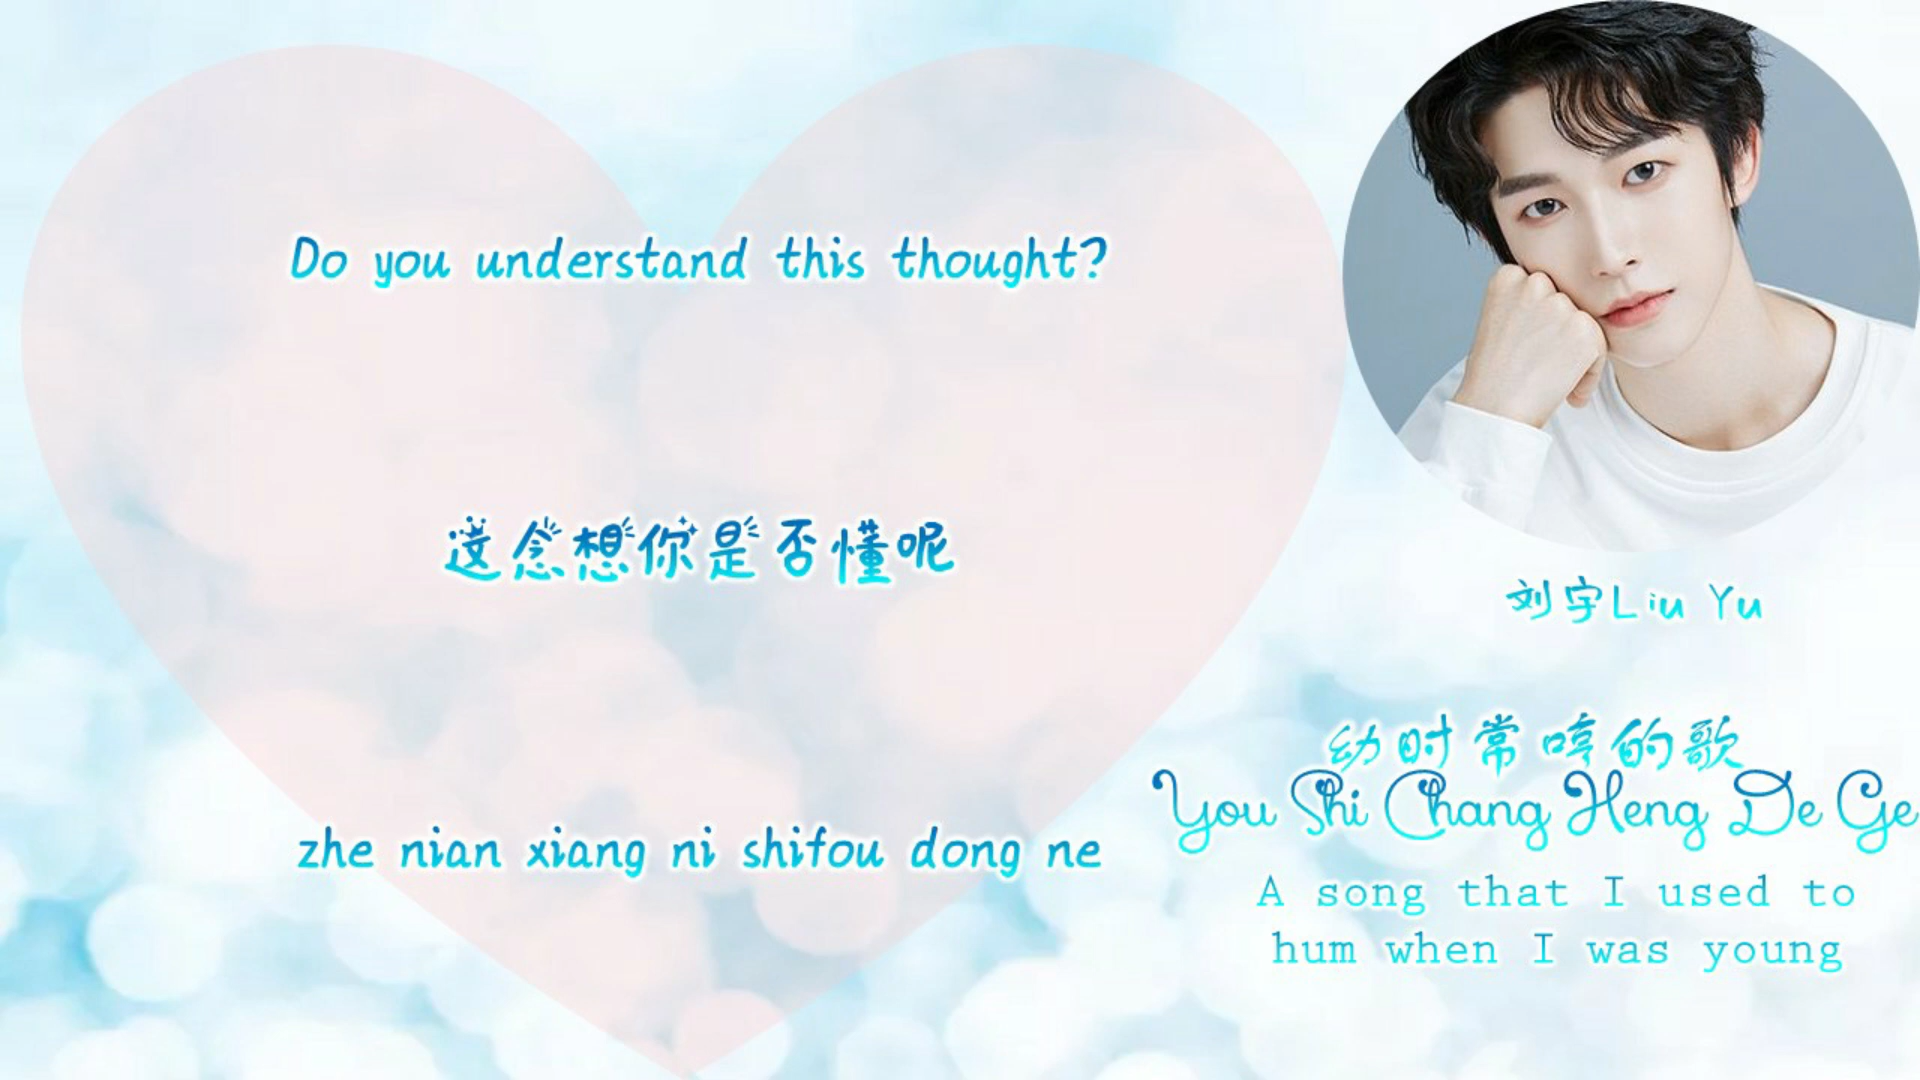 Do you understand this thought?
这念想你是否懂呢
zhe nian xiang ni shifou dong ne
刘宇Liu Yu
幼时常哼的歌
You Shi Chang Heng De Ge
A song that I used to
hum when I was young